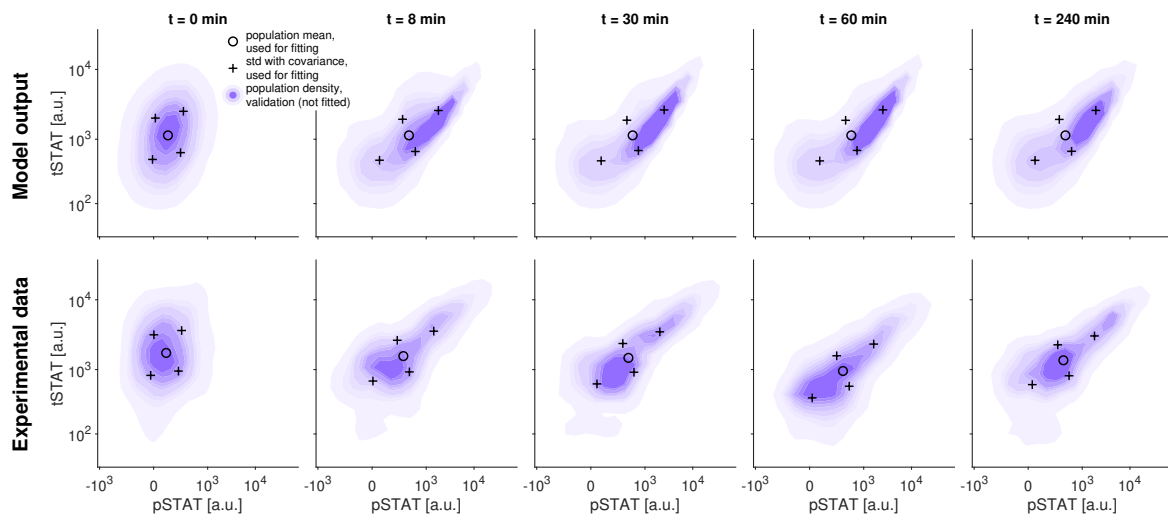 t = 0 min
t = 8 min
t = 30 min
t = 60 min
t = 240 min
population mean,
used for fitting
std with covariance,
used for fitting
population density,
validation (not fitted)
Model output
tSTAT [a.u.]
10⁴
10³
10²
Experimental data
tSTAT [a.u.]
10⁴
10³
10²
-10³ 0 10³ 10⁴
-10³ 0 10³ 10⁴
-10³ 0 10³ 10⁴
-10³ 0 10³ 10⁴
-10³ 0 10³ 10⁴
pSTAT [a.u.]
pSTAT [a.u.]
pSTAT [a.u.]
pSTAT [a.u.]
pSTAT [a.u.]